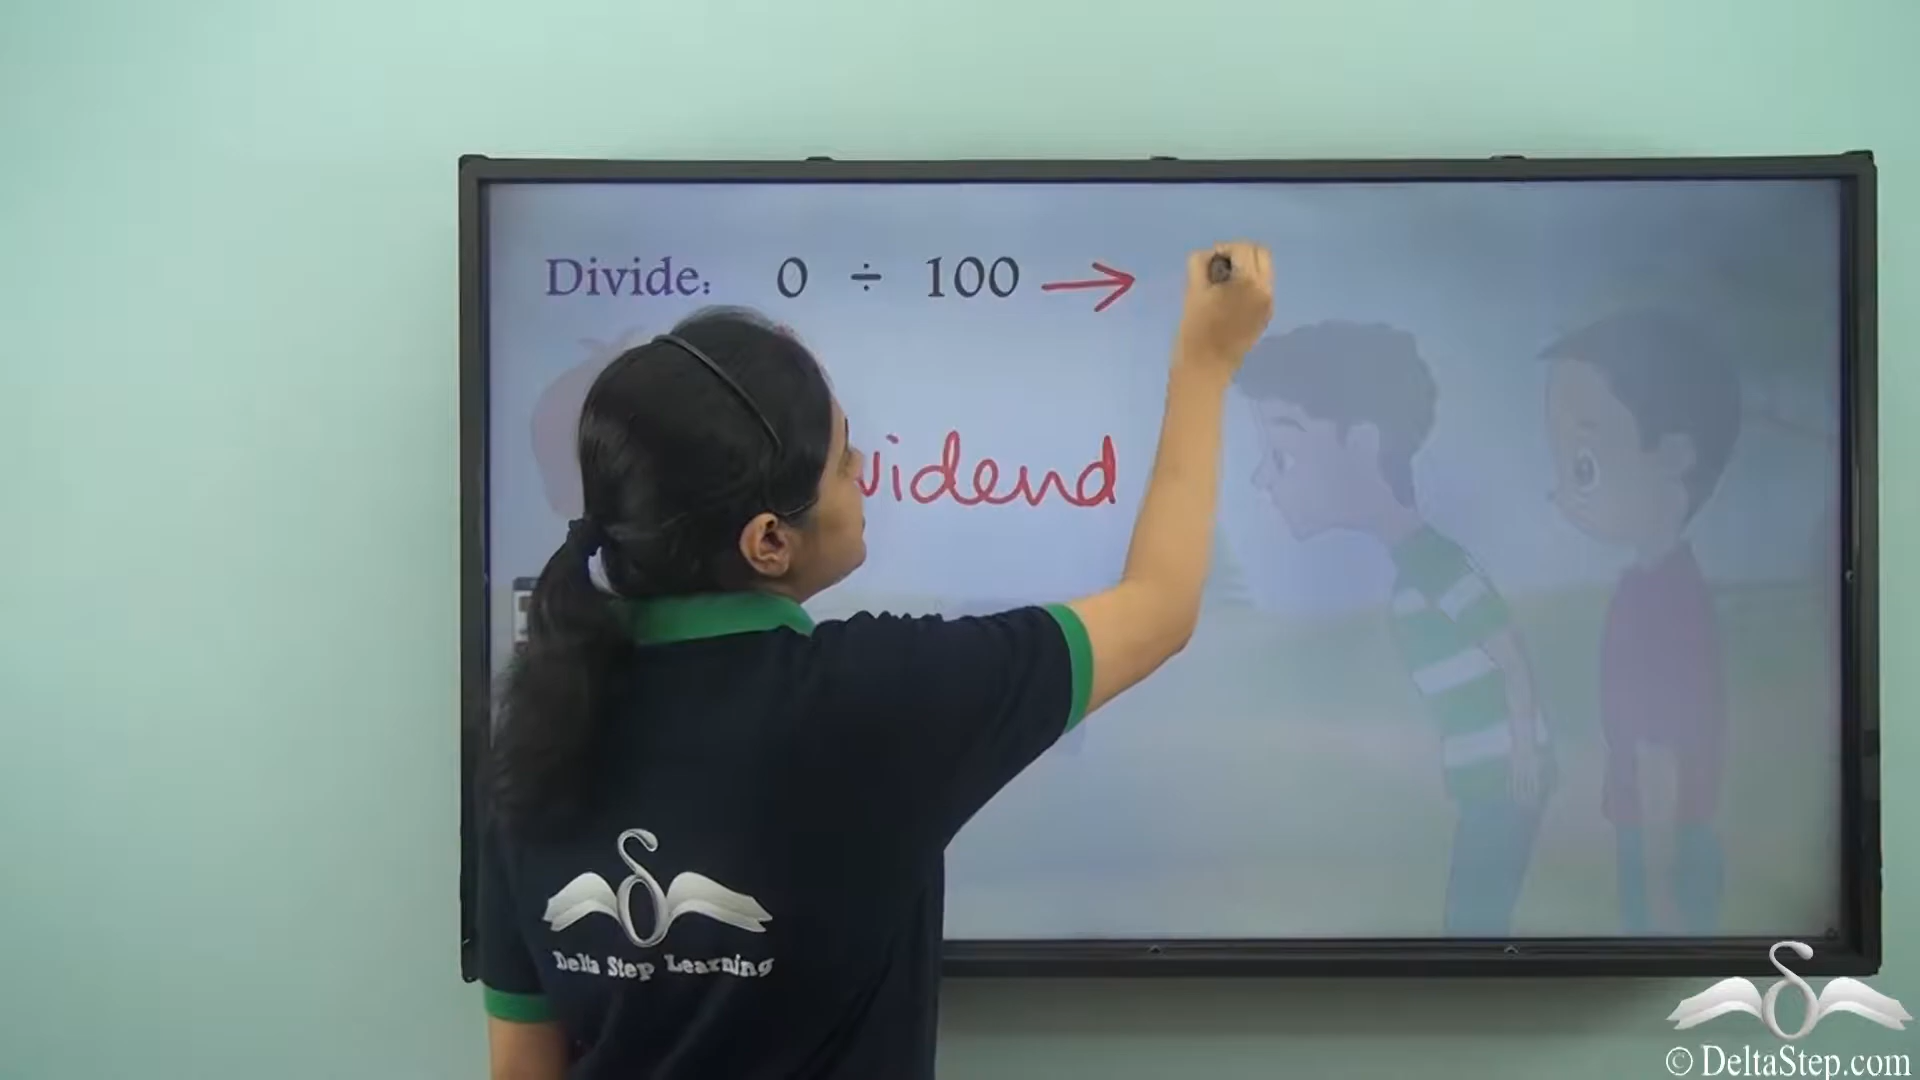 Divide: 0 ÷ 100 →
vidend
Delta Step Learning
© DeltaStep.com